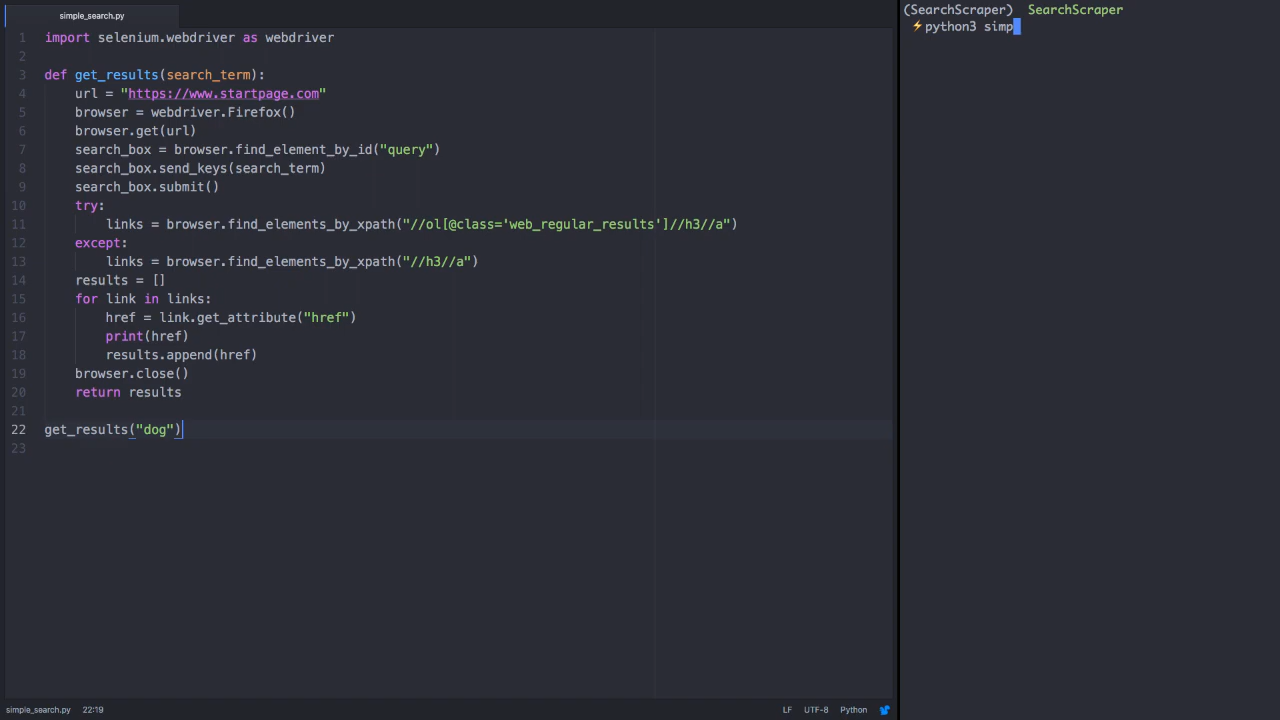 simple_search.py
1 import selenium.webdriver as webdriver
2
3 def get_results(search_term):
4     url = "https://www.startpage.com"
5     browser = webdriver.Firefox()
6     browser.get(url)
7     search_box = browser.find_element_by_id("query")
8     search_box.send_keys(search_term)
9     search_box.submit()
10     try:
11         links = browser.find_elements_by_xpath("//ol[@class='web_regular_results']//h3//a")
12     except:
13         links = browser.find_elements_by_xpath("//h3//a")
14     results = []
15     for link in links:
16         href = link.get_attribute("href")
17         print(href)
18         results.append(href)
19     browser.close()
20     return results
21
22 get_results("dog")
23
simple_search.py 22:19 LF UTF-8 Python
(SearchScraper) SearchScraper
⚡python3 simp